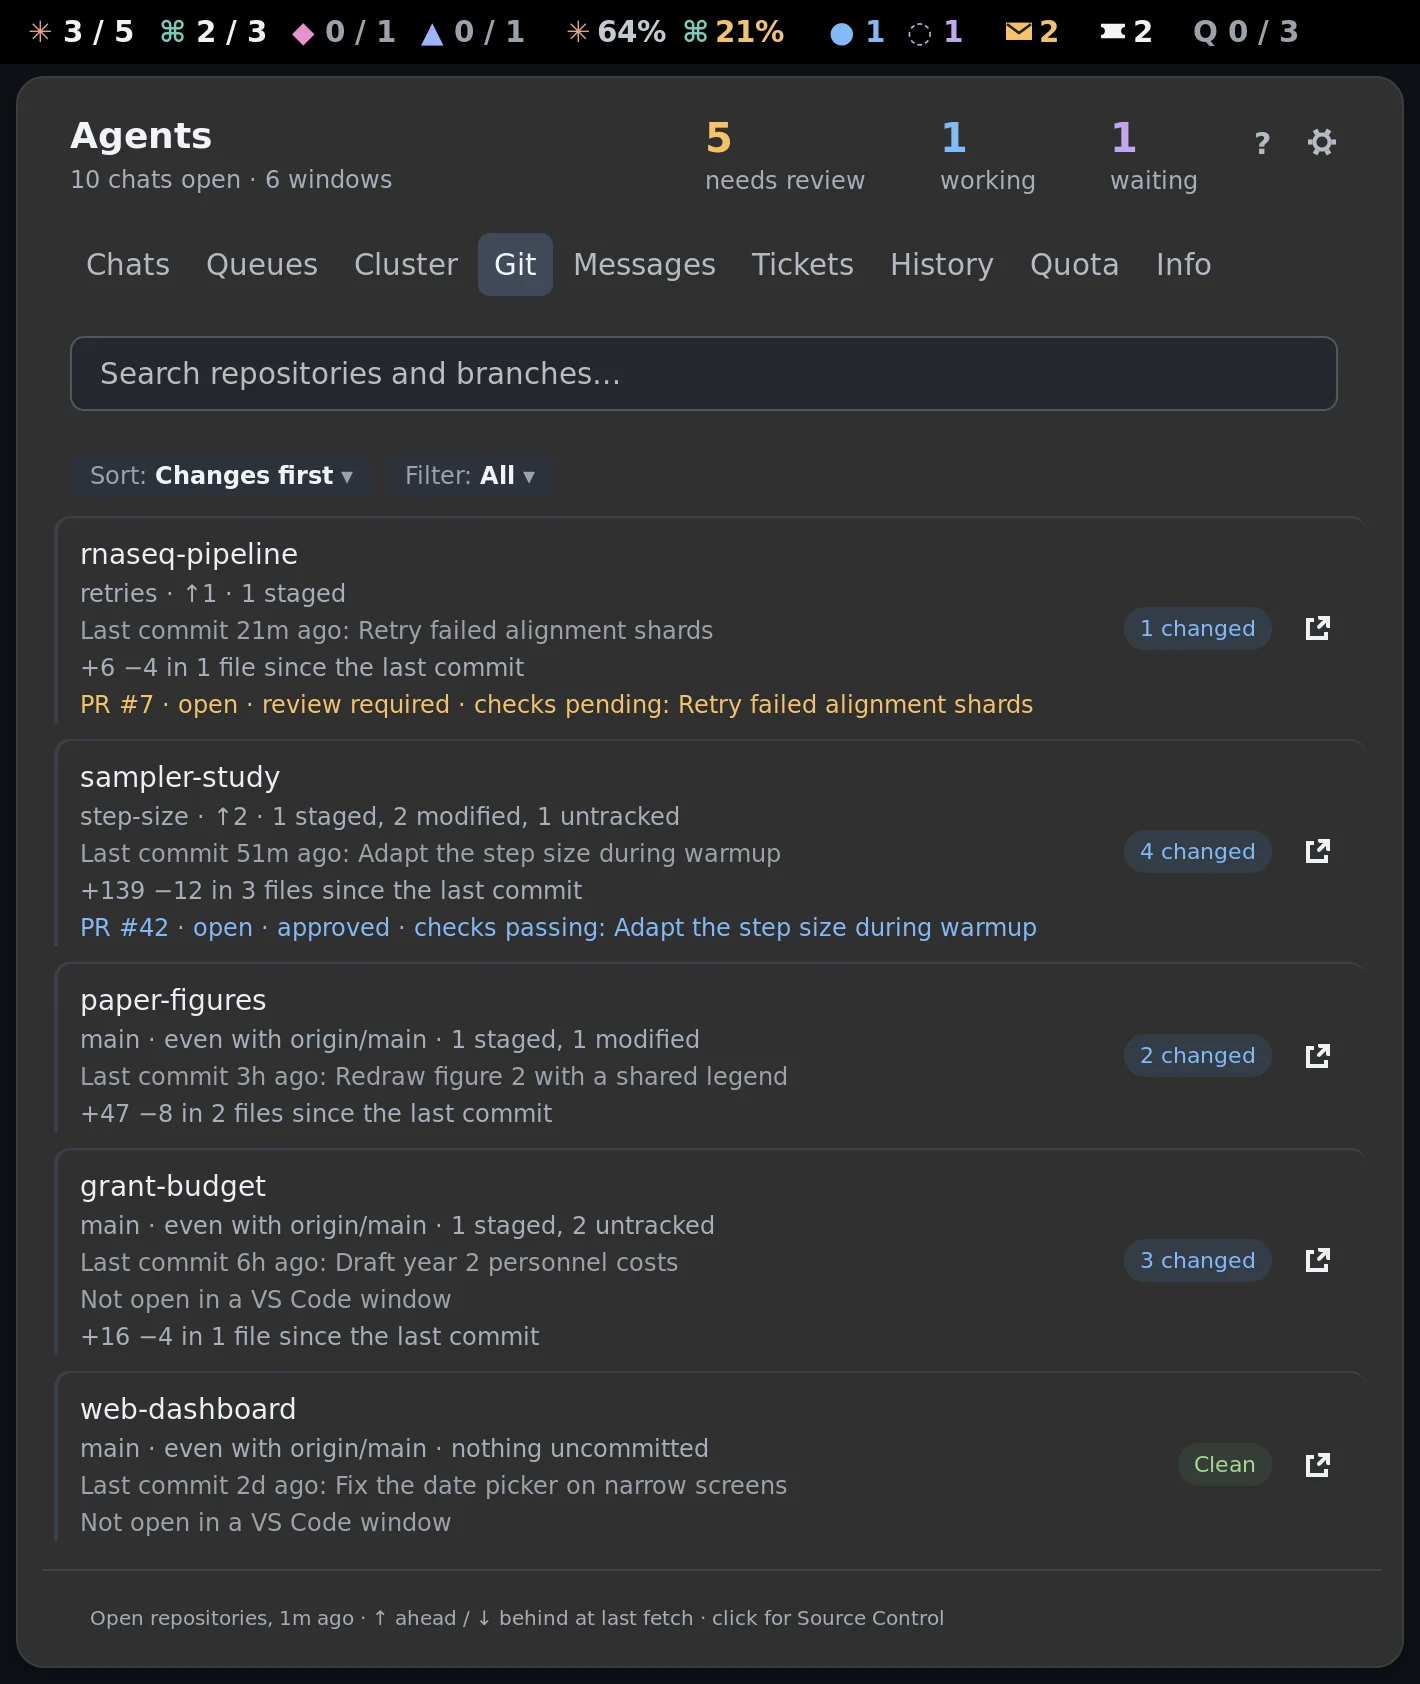 ✳ 3 / 5 ⌘ 2 / 3 ◆ 0 / 1 ▲ 0 / 1 ✳ 64% ⌘ 21% ● 1 ◌ 1 2 2 Q 0 / 3
Agents
10 chats open · 6 windows
5 needs review
1 working
1 waiting
?
Chats Queues Cluster Git Messages Tickets History Quota Info
Search repositories and branches...
Sort: Changes first ▾ Filter: All ▾
rnaseq-pipeline
retries · ↑1 · 1 staged
Last commit 21m ago: Retry failed alignment shards
+6 −4 in 1 file since the last commit
PR #7 · open · review required · checks pending: Retry failed alignment shards
1 changed
sampler-study
step-size · ↑2 · 1 staged, 2 modified, 1 untracked
Last commit 51m ago: Adapt the step size during warmup
+139 −12 in 3 files since the last commit
PR #42 · open · approved · checks passing: Adapt the step size during warmup
4 changed
paper-figures
main · even with origin/main · 1 staged, 1 modified
Last commit 3h ago: Redraw figure 2 with a shared legend
+47 −8 in 2 files since the last commit
2 changed
grant-budget
main · even with origin/main · 1 staged, 2 untracked
Last commit 6h ago: Draft year 2 personnel costs
Not open in a VS Code window
+16 −4 in 1 file since the last commit
3 changed
web-dashboard
main · even with origin/main · nothing uncommitted
Last commit 2d ago: Fix the date picker on narrow screens
Not open in a VS Code window
Clean
Open repositories, 1m ago · ↑ ahead / ↓ behind at last fetch · click for Source Control